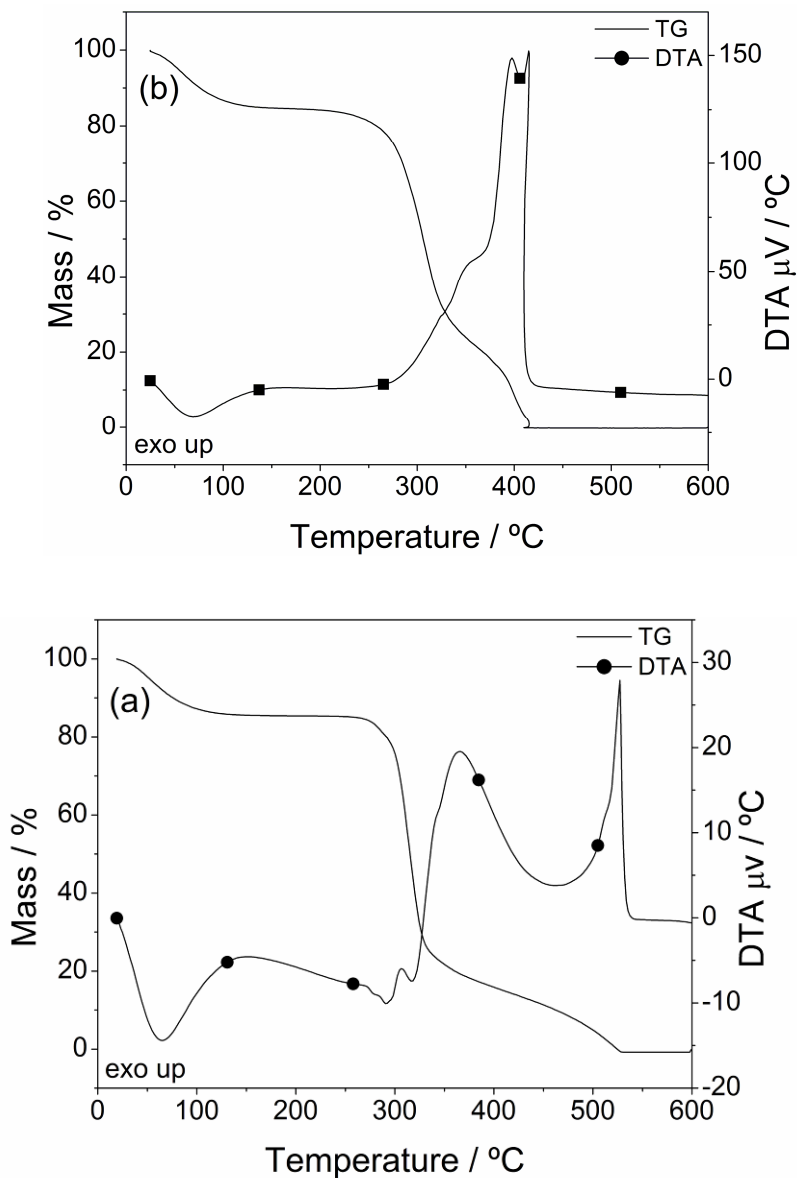 TG
DTA
(b)
100
80
60
40
20
0
Mass / %
150
100
50
0
DTA μV / ºC
exo up
0 100 200 300 400 500 600
Temperature / ºC
TG
DTA
(a)
100
80
60
40
20
0
Mass / %
30
20
10
0
-10
-20
DTA μv / ºC
exo up
0 100 200 300 400 500 600
Temperature / ºC